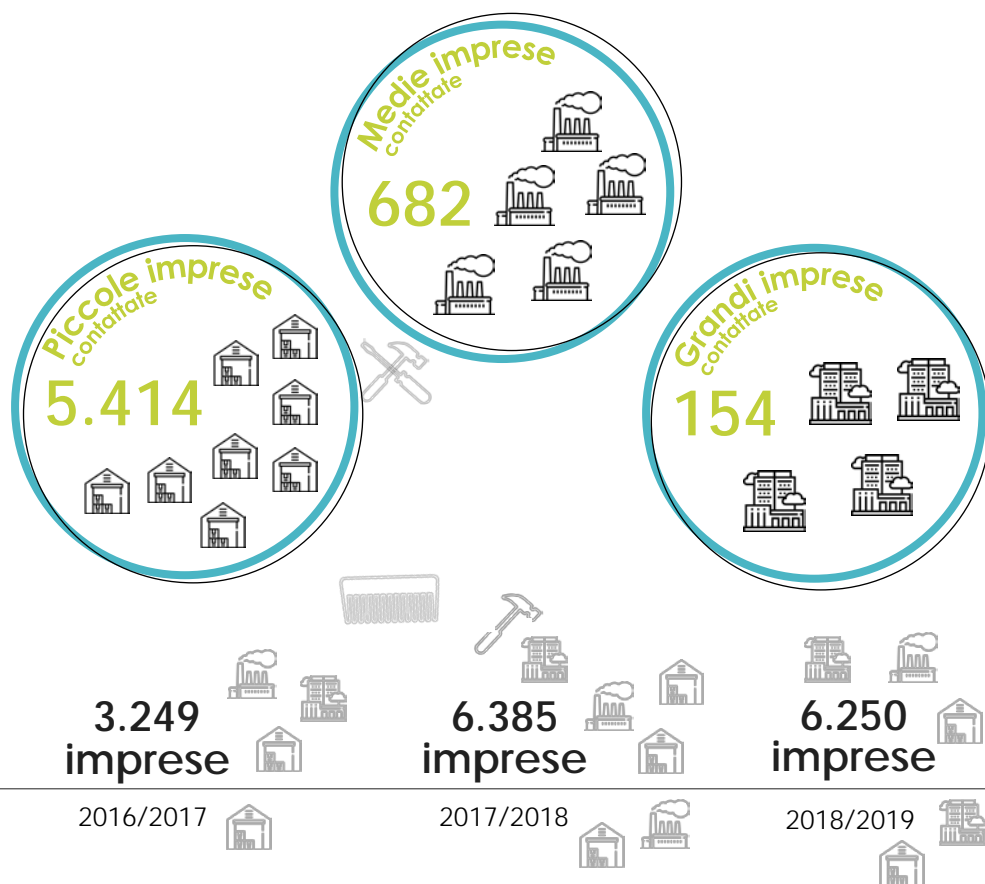 Medie imprese
contattate
682
Piccole imprese
contattate
5.414
Grandi imprese
contattate
154
3.249
imprese
6.385
imprese
6.250
imprese
2016/2017
2017/2018
2018/2019